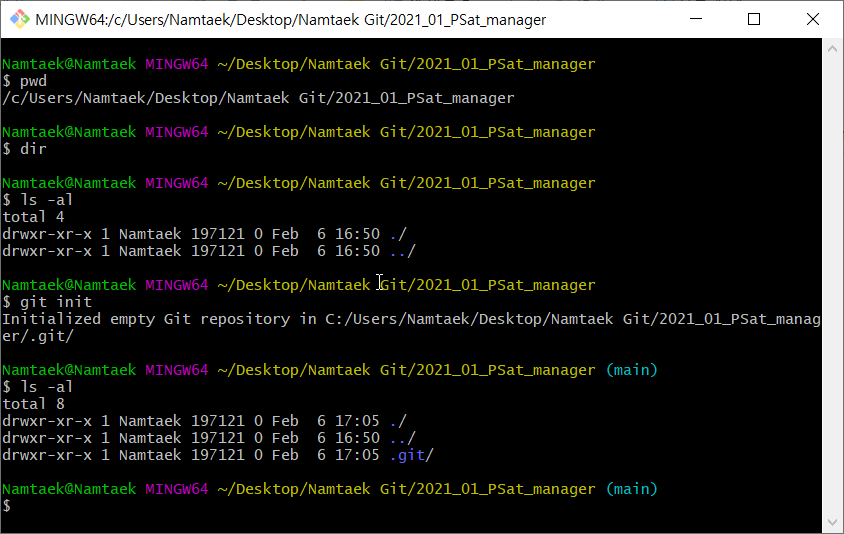 MINGW64:/c/Users/Namtaek/Desktop/Namtaek Git/2021_01_PSat_manager
Namtaek@Namtaek MINGW64 ~/Desktop/Namtaek Git/2021_01_PSat_manager
$ pwd
/c/Users/Namtaek/Desktop/Namtaek Git/2021_01_PSat_manager
Namtaek@Namtaek MINGW64 ~/Desktop/Namtaek Git/2021_01_PSat_manager
$ dir
Namtaek@Namtaek MINGW64 ~/Desktop/Namtaek Git/2021_01_PSat_manager
$ ls -al
total 4
drwxr-xr-x 1 Namtaek 197121 0 Feb  6 16:50 ./
drwxr-xr-x 1 Namtaek 197121 0 Feb  6 16:50 ../
Namtaek@Namtaek MINGW64 ~/Desktop/Namtaek Git/2021_01_PSat_manager
$ git init
Initialized empty Git repository in C:/Users/Namtaek/Desktop/Namtaek Git/2021_01_PSat_manag
er/.git/
Namtaek@Namtaek MINGW64 ~/Desktop/Namtaek Git/2021_01_PSat_manager (main)
$ ls -al
total 8
drwxr-xr-x 1 Namtaek 197121 0 Feb  6 17:05 ./
drwxr-xr-x 1 Namtaek 197121 0 Feb  6 16:50 ../
drwxr-xr-x 1 Namtaek 197121 0 Feb  6 17:05 .git/
Namtaek@Namtaek MINGW64 ~/Desktop/Namtaek Git/2021_01_PSat_manager (main)
$